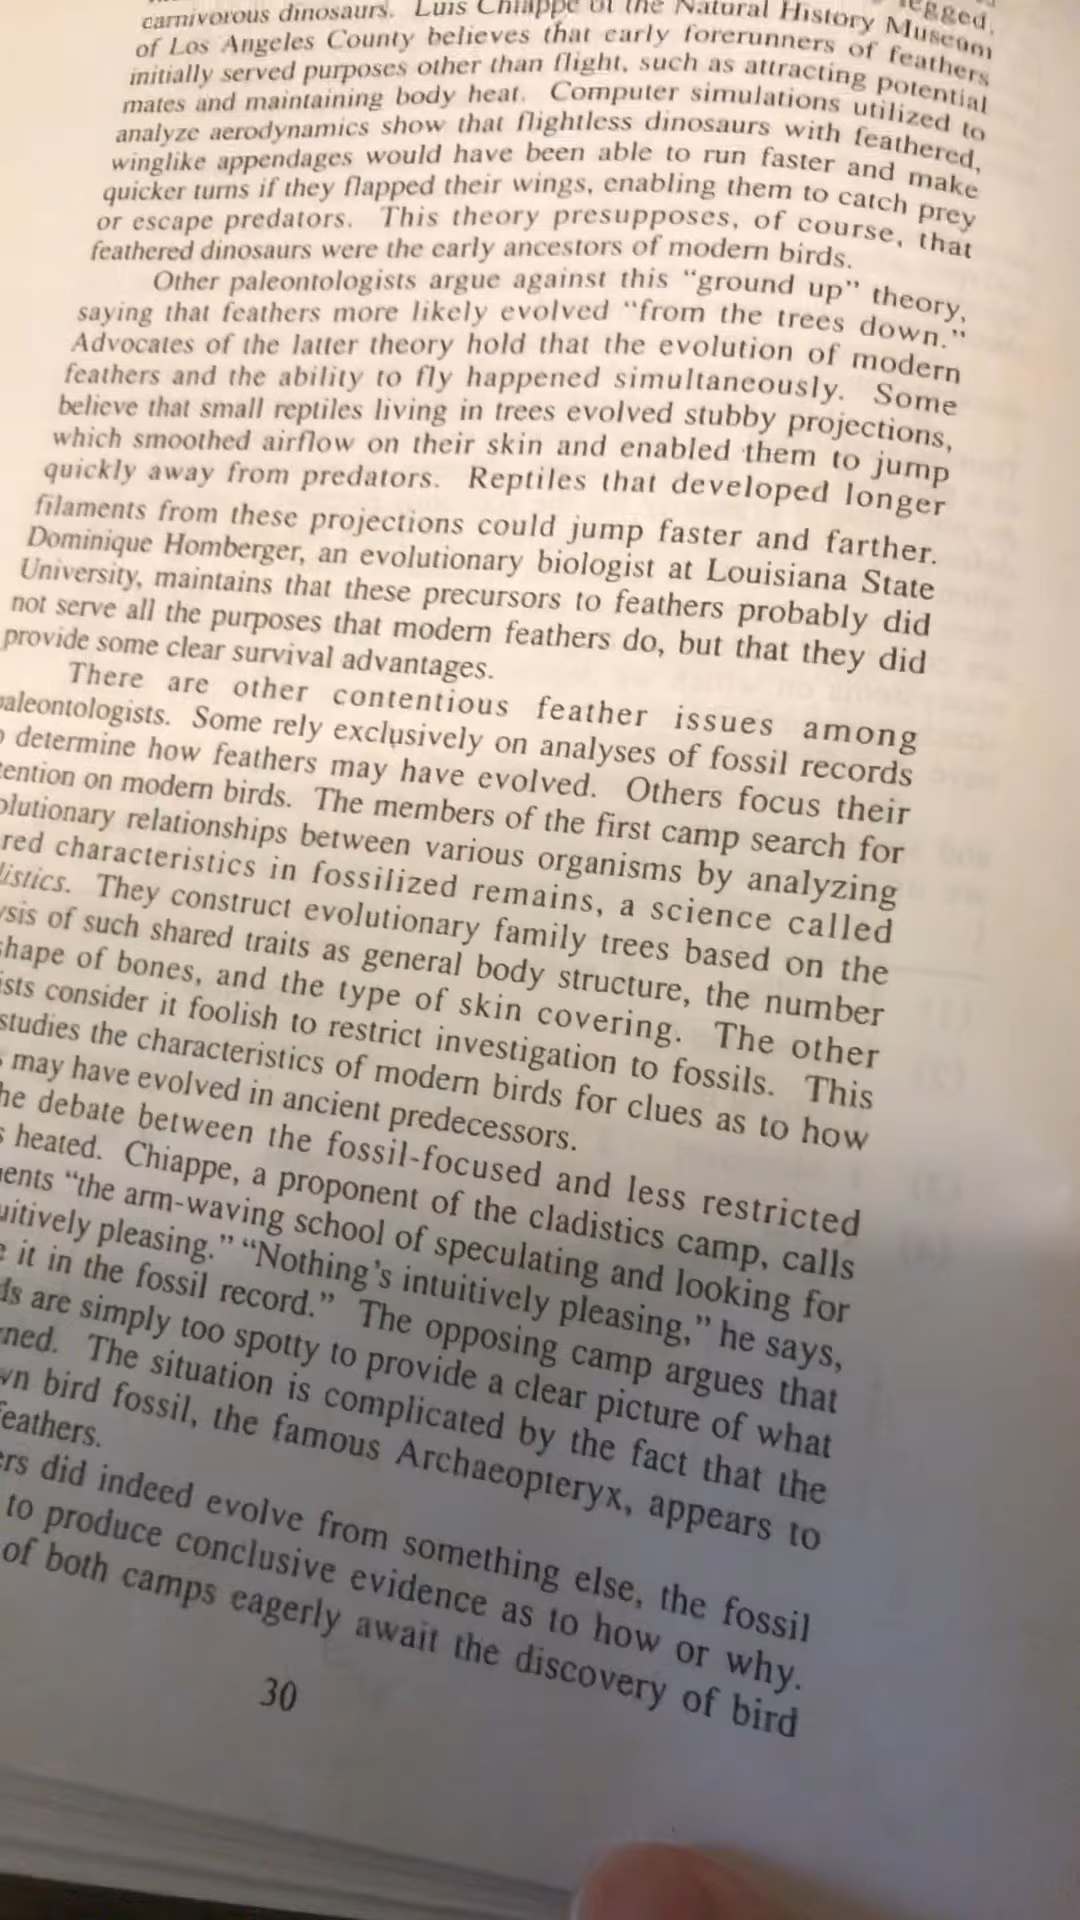 legged,
carnivorous dinosaurs. Luis Chiappe of the Natural History Museum
of Los Angeles County believes that early forerunners of feathers
initially served purposes other than flight, such as attracting potential
mates and maintaining body heat. Computer simulations utilized to
analyze aerodynamics show that flightless dinosaurs with feathered,
winglike appendages would have been able to run faster and make
quicker turns if they flapped their wings, enabling them to catch prey
or escape predators. This theory presupposes, of course, that
feathered dinosaurs were the early ancestors of modern birds.
Other paleontologists argue against this “ground up” theory,
saying that feathers more likely evolved “from the trees down.”
Advocates of the latter theory hold that the evolution of modern
feathers and the ability to fly happened simultaneously. Some
believe that small reptiles living in trees evolved stubby projections,
which smoothed airflow on their skin and enabled them to jump
quickly away from predators. Reptiles that developed longer
filaments from these projections could jump faster and farther.
Dominique Homberger, an evolutionary biologist at Louisiana State
University, maintains that these precursors to feathers probably did
not serve all the purposes that modern feathers do, but that they did
provide some clear survival advantages.
There are other contentious feather issues among
paleontologists. Some rely exclusively on analyses of fossil records
determine how feathers may have evolved. Others focus their
tention on modern birds. The members of the first camp search for
olutionary relationships between various organisms by analyzing
red characteristics in fossilized remains, a science called
distics. They construct evolutionary family trees based on the
ysis of such shared traits as general body structure, the number
shape of bones, and the type of skin covering. The other
ists consider it foolish to restrict investigation to fossils. This
studies the characteristics of modern birds for clues as to how
may have evolved in ancient predecessors.
he debate between the fossil-focused and less restricted
s heated. Chiappe, a proponent of the cladistics camp, calls
ents “the arm-waving school of speculating and looking for
uitively pleasing.” “Nothing’s intuitively pleasing,” he says,
e it in the fossil record.” The opposing camp argues that
ds are simply too spotty to provide a clear picture of what
ned. The situation is complicated by the fact that the
wn bird fossil, the famous Archaeopteryx, appears to
feathers.
ers did indeed evolve from something else, the fossil
to produce conclusive evidence as to how or why.
of both camps eagerly await the discovery of bird
30